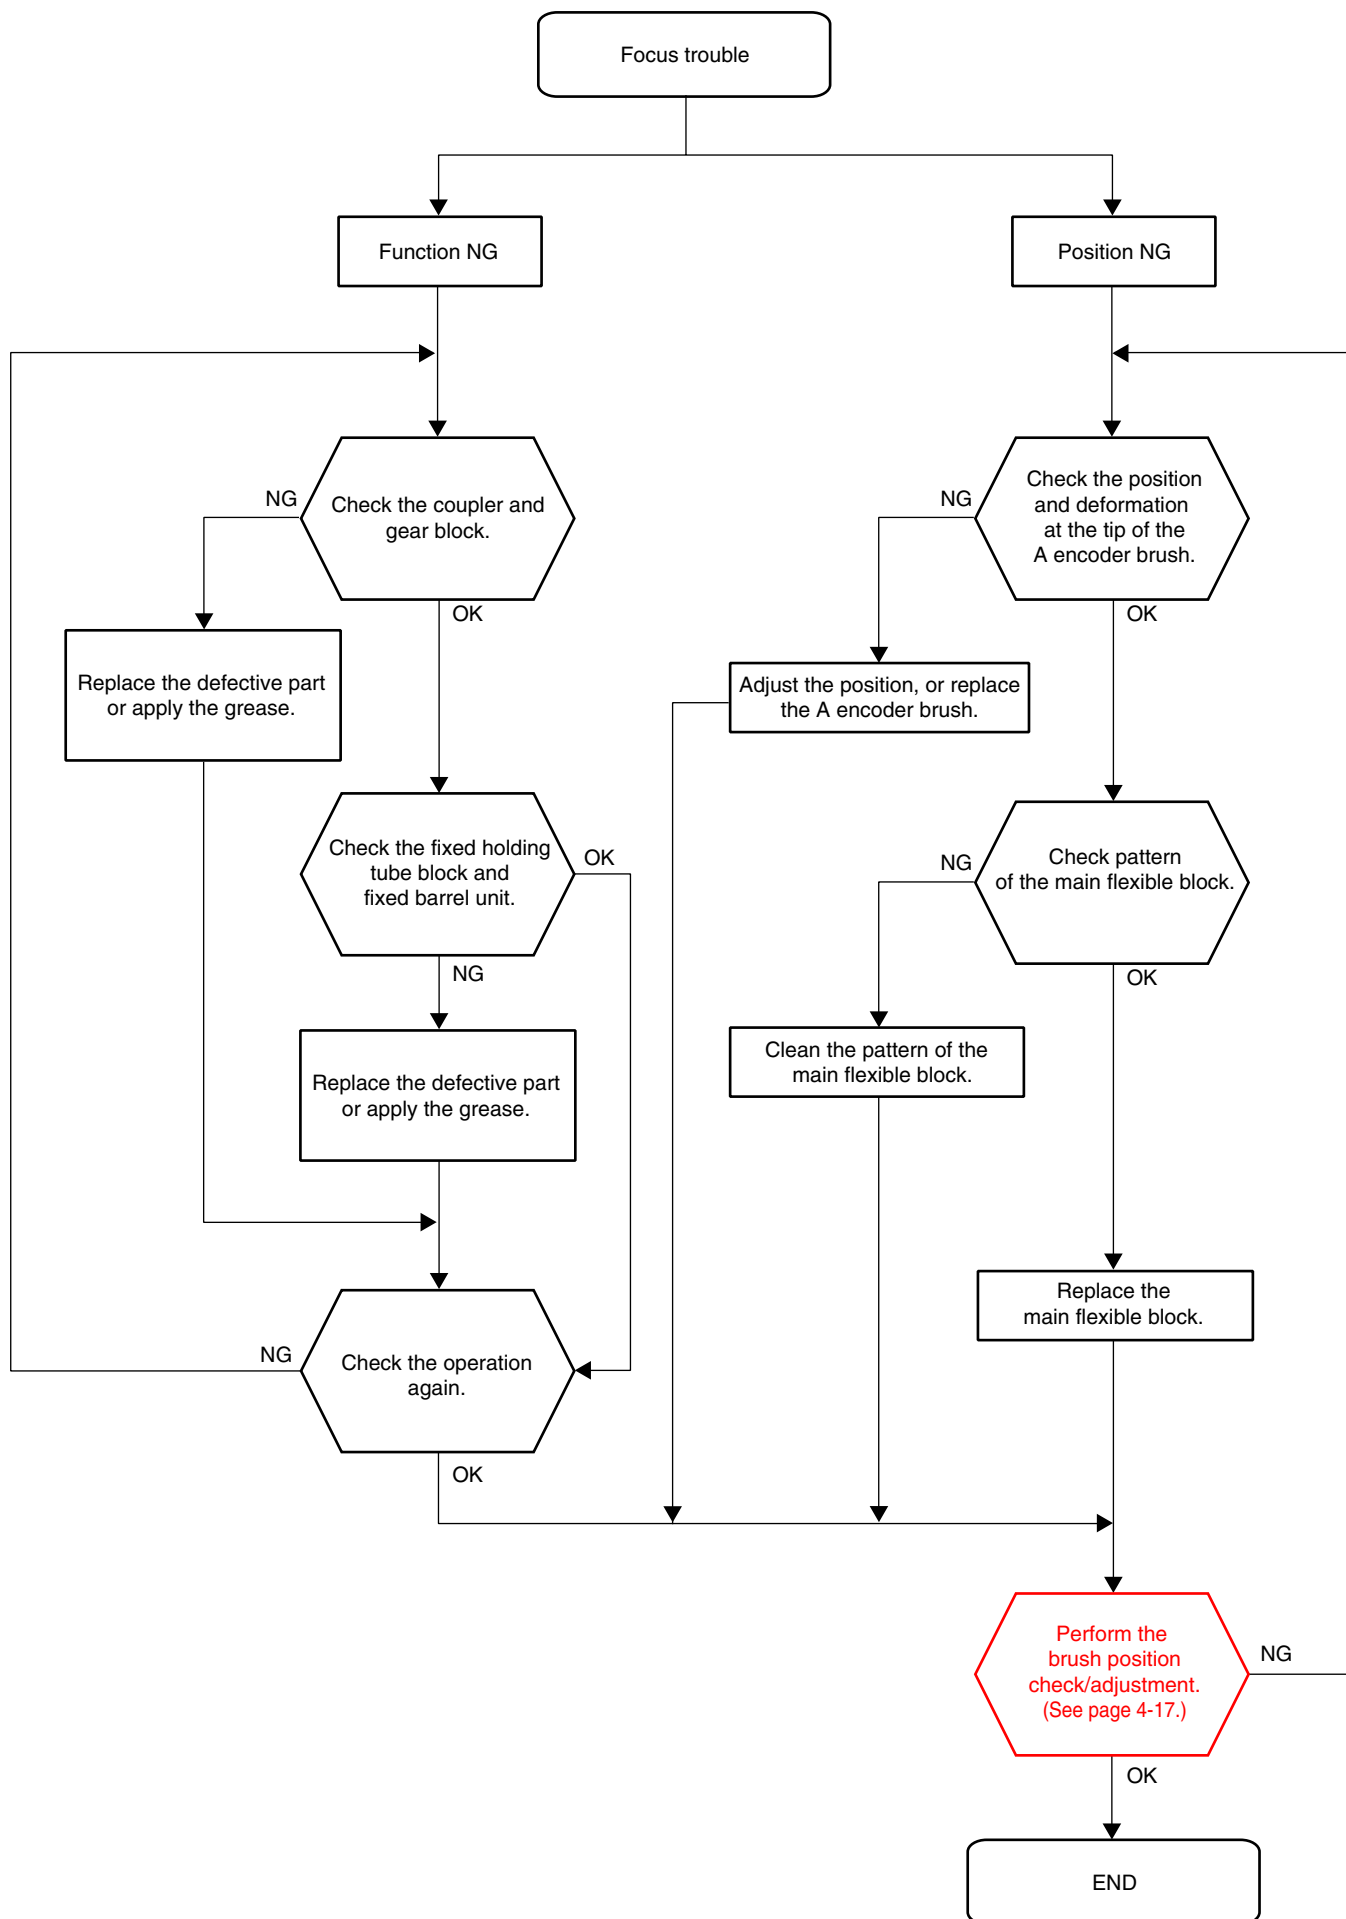 Focus trouble
Function NG
Position NG
NG
Check the coupler and
gear block.
OK
NG
Check the position
and deformation
at the tip of the
A encoder brush.
OK
Replace the defective part
or apply the grease.
Adjust the position, or replace
the A encoder brush.
Check the fixed holding
tube block and
fixed barrel unit.
OK
NG
NG
Check pattern
of the main flexible block.
OK
Replace the defective part
or apply the grease.
Clean the pattern of the
main flexible block.
Replace the
main flexible block.
NG
Check the operation
again.
OK
Perform the
brush position
check/adjustment.
(See page 4-17.)
NG
OK
END